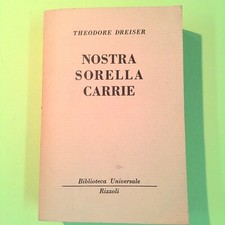 THEODORE DREISER
NOSTRA
SORELLA
CARRIE
Biblioteca Universale
Rizzoli